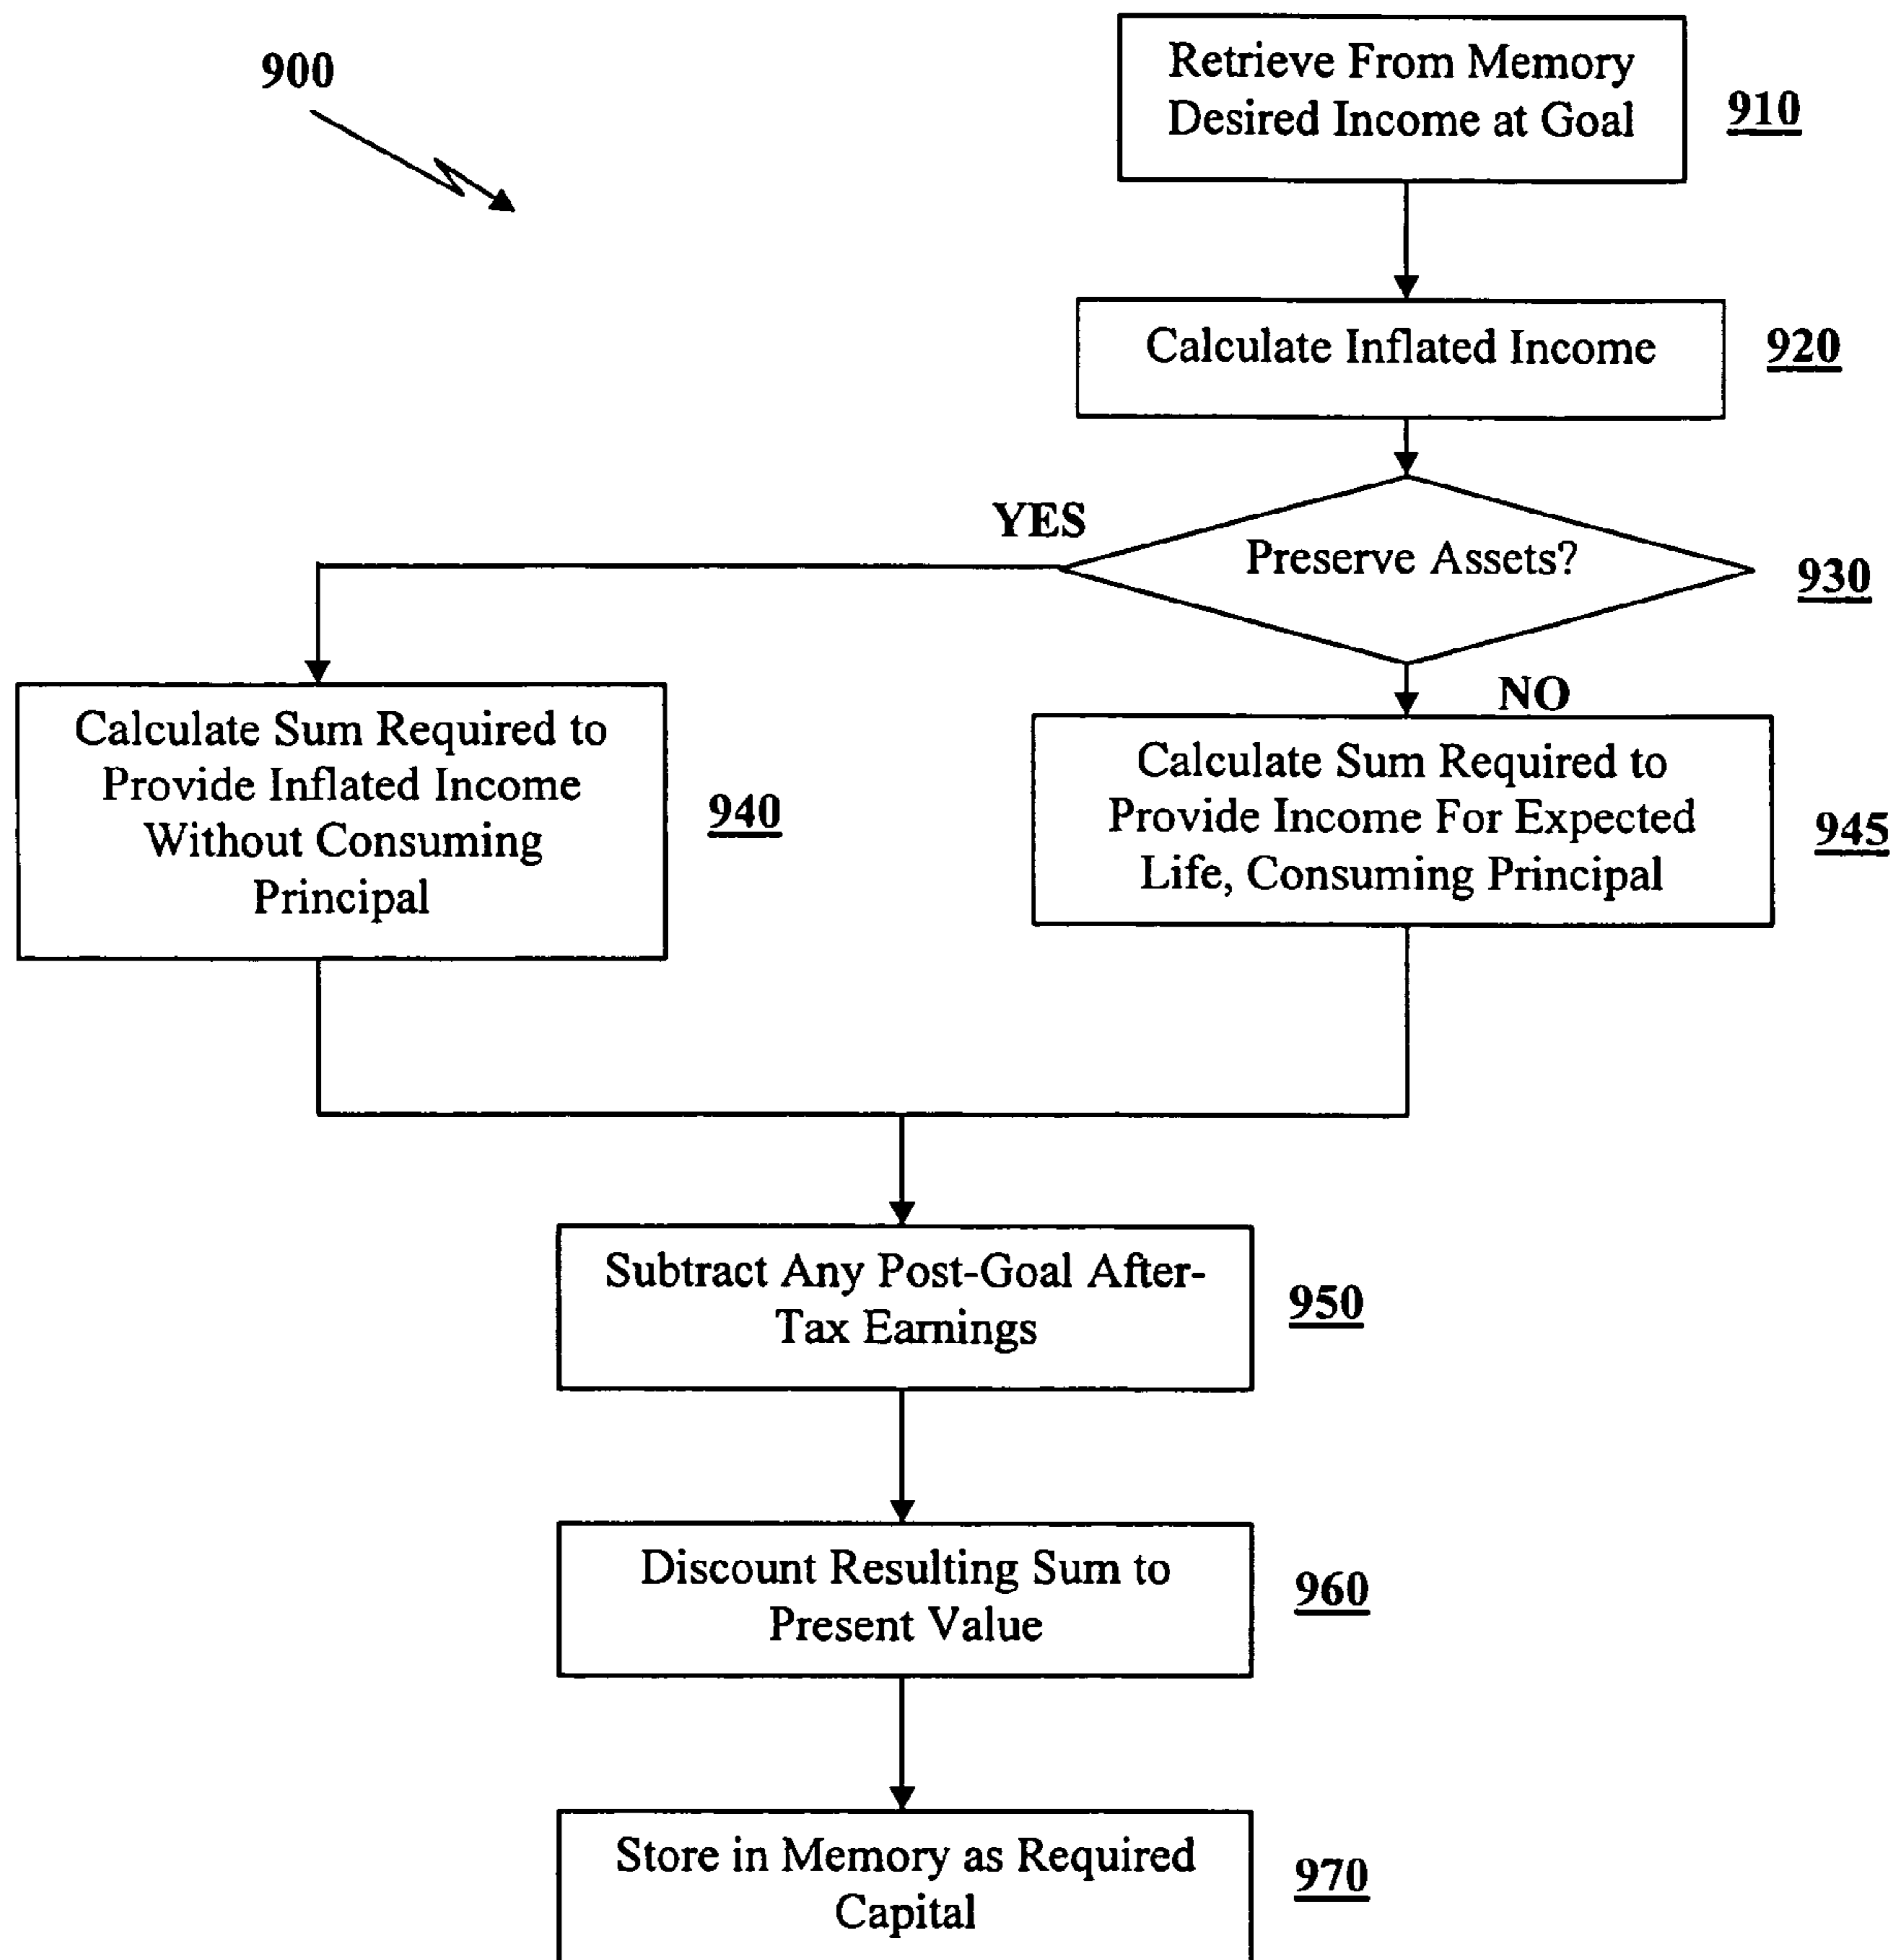 900
Retrieve From Memory
Desired Income at Goal
910
Calculate Inflated Income
920
YES
Preserve Assets?
930
NO
Calculate Sum Required to
Provide Inflated Income
Without Consuming
Principal
940
Calculate Sum Required to
Provide Income For Expected
Life, Consuming Principal
945
Subtract Any Post-Goal After-
Tax Earnings
950
Discount Resulting Sum to
Present Value
960
Store in Memory as Required
Capital
970